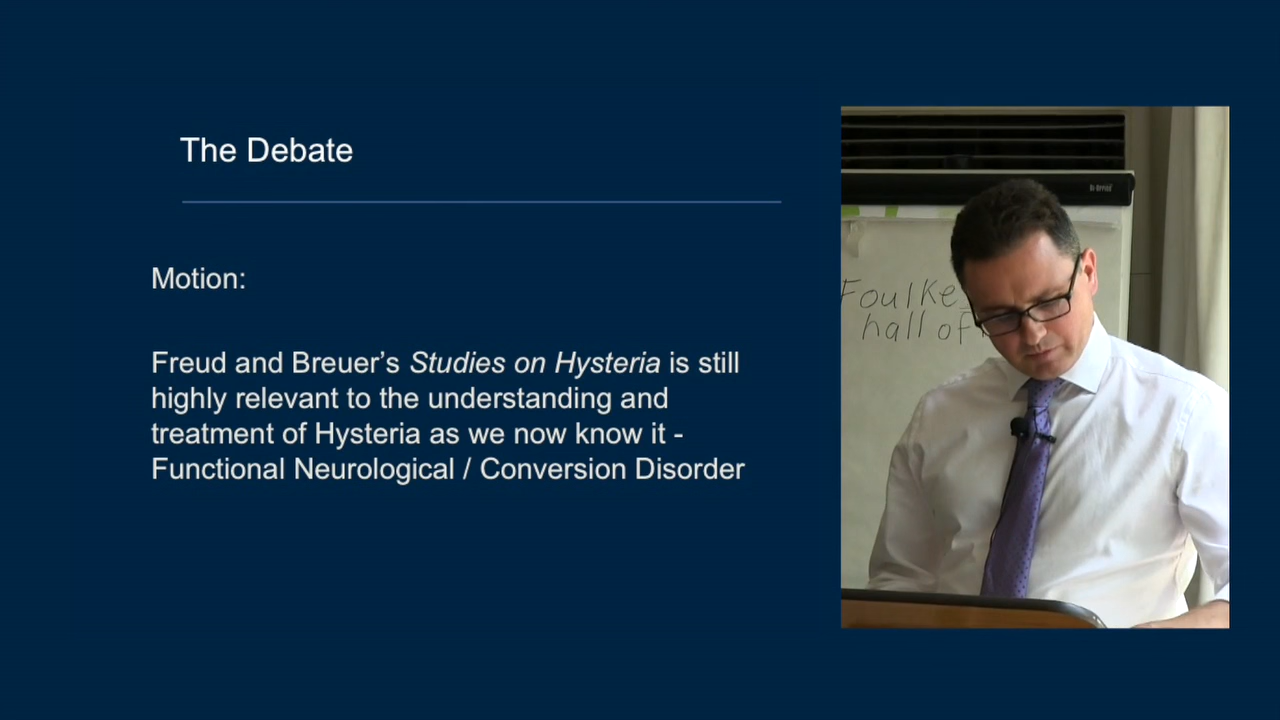 The Debate
Motion:
Freud and Breuer’s Studies on Hysteria is still
highly relevant to the understanding and
treatment of Hysteria as we now know it -
Functional Neurological / Conversion Disorder
Foulke
hall of